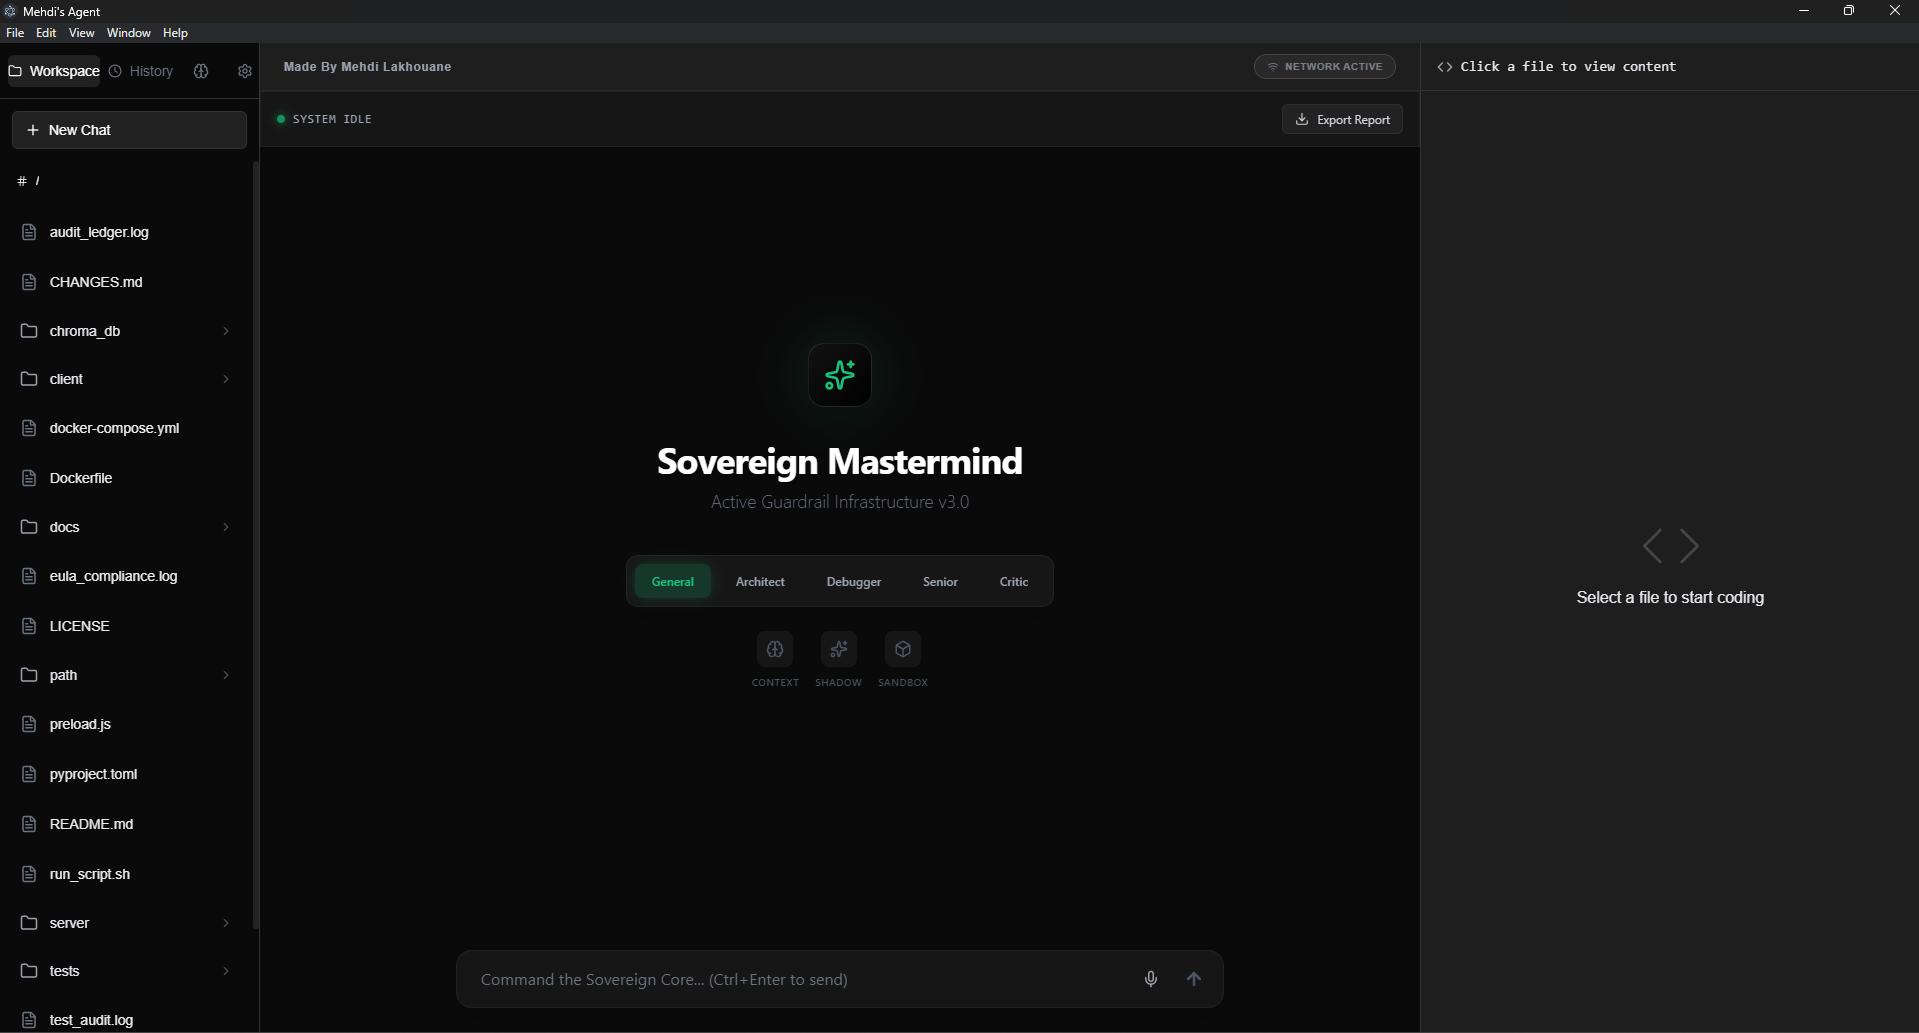 Mehdi's Agent
File Edit View Window Help
Workspace History
New Chat
# /
audit_ledger.log
CHANGES.md
chroma_db
client
docker-compose.yml
Dockerfile
docs
eula_compliance.log
LICENSE
path
preload.js
pyproject.toml
README.md
run_script.sh
server
tests
test_audit.log
Made By Mehdi Lakhouane
NETWORK ACTIVE
SYSTEM IDLE
Export Report
Sovereign Mastermind
Active Guardrail Infrastructure v3.0
General Architect Debugger Senior Critic
CONTEXT SHADOW SANDBOX
Command the Sovereign Core... (Ctrl+Enter to send)
<> Click a file to view content
Select a file to start coding